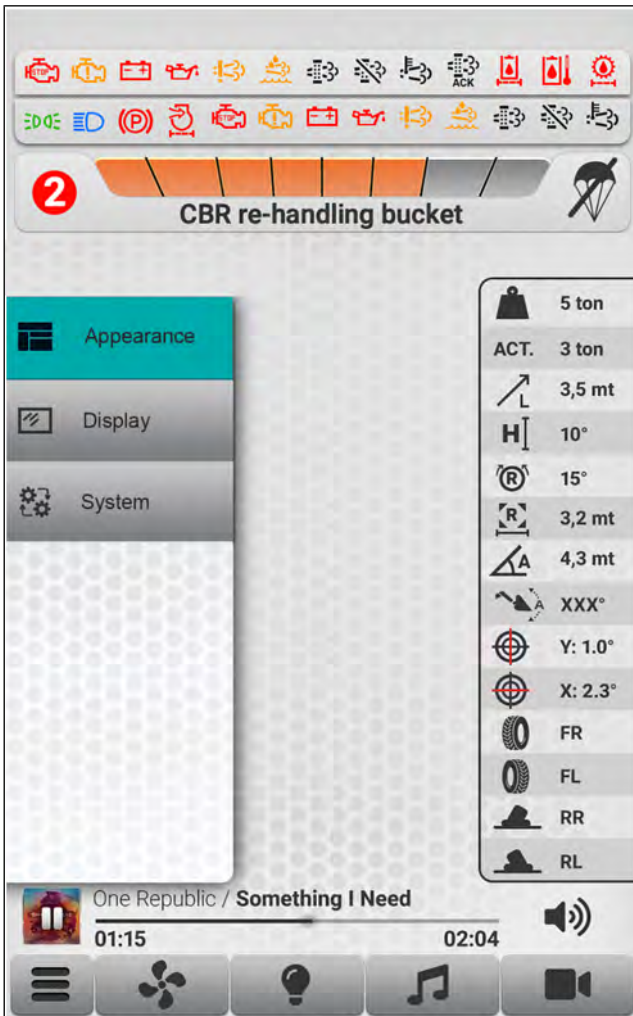 STOP STOP
ACK
P STOP
2
CBR re-handling bucket
5 ton
Appearance
ACT. 3 ton
L 3,5 mt
Display
H 10°
R 15°
System
R 3,2 mt
A 4,3 mt
A XXX°
Y: 1.0°
X: 2.3°
FR
FL
RR
RL
One Republic / Something I Need
01:15 02:04